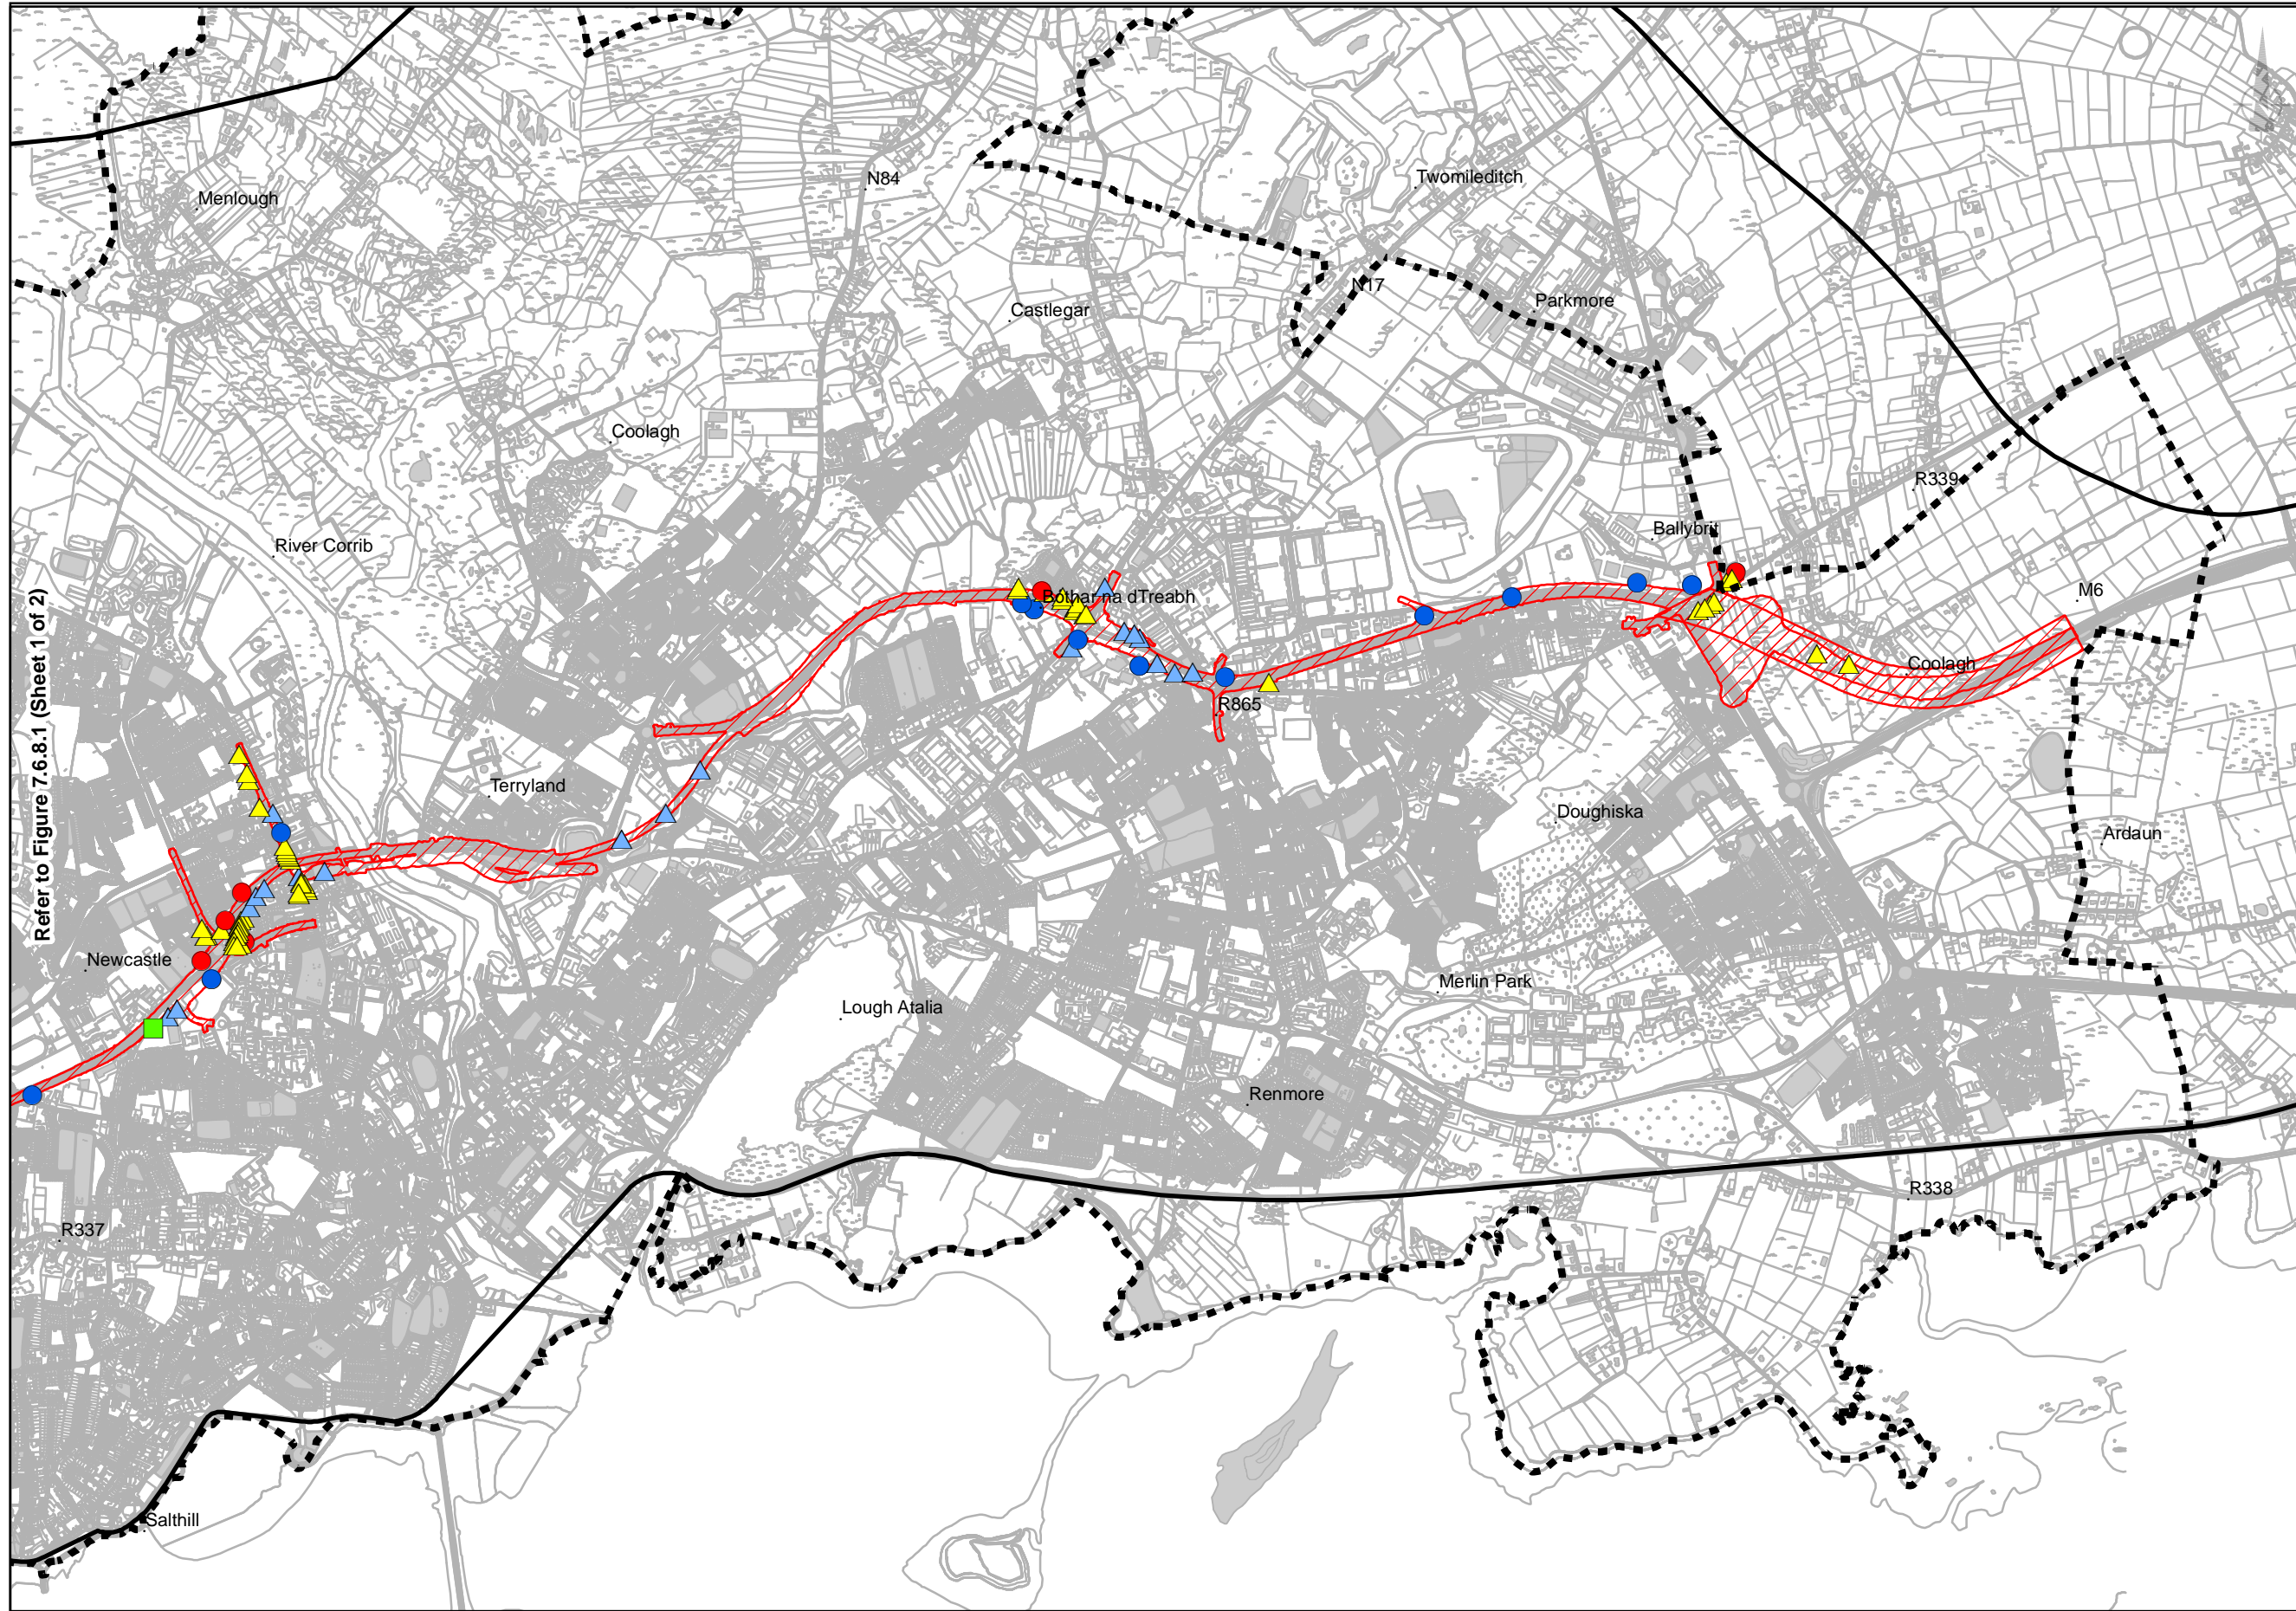 Menlough
N84
Twomileditch
N17
Parkmore
Castlegar
Coolagh
R339
Ballybrit
River Corrib
M6
Bóthar na dTreabh
Coolagh
R865
Refer to Figure 7.6.8.1 (Sheet 1 of 2)
Terryland
Doughiska
Ardaun
Newcastle
Merlin Park
Lough Atalia
Renmore
R338
R337
Salthill